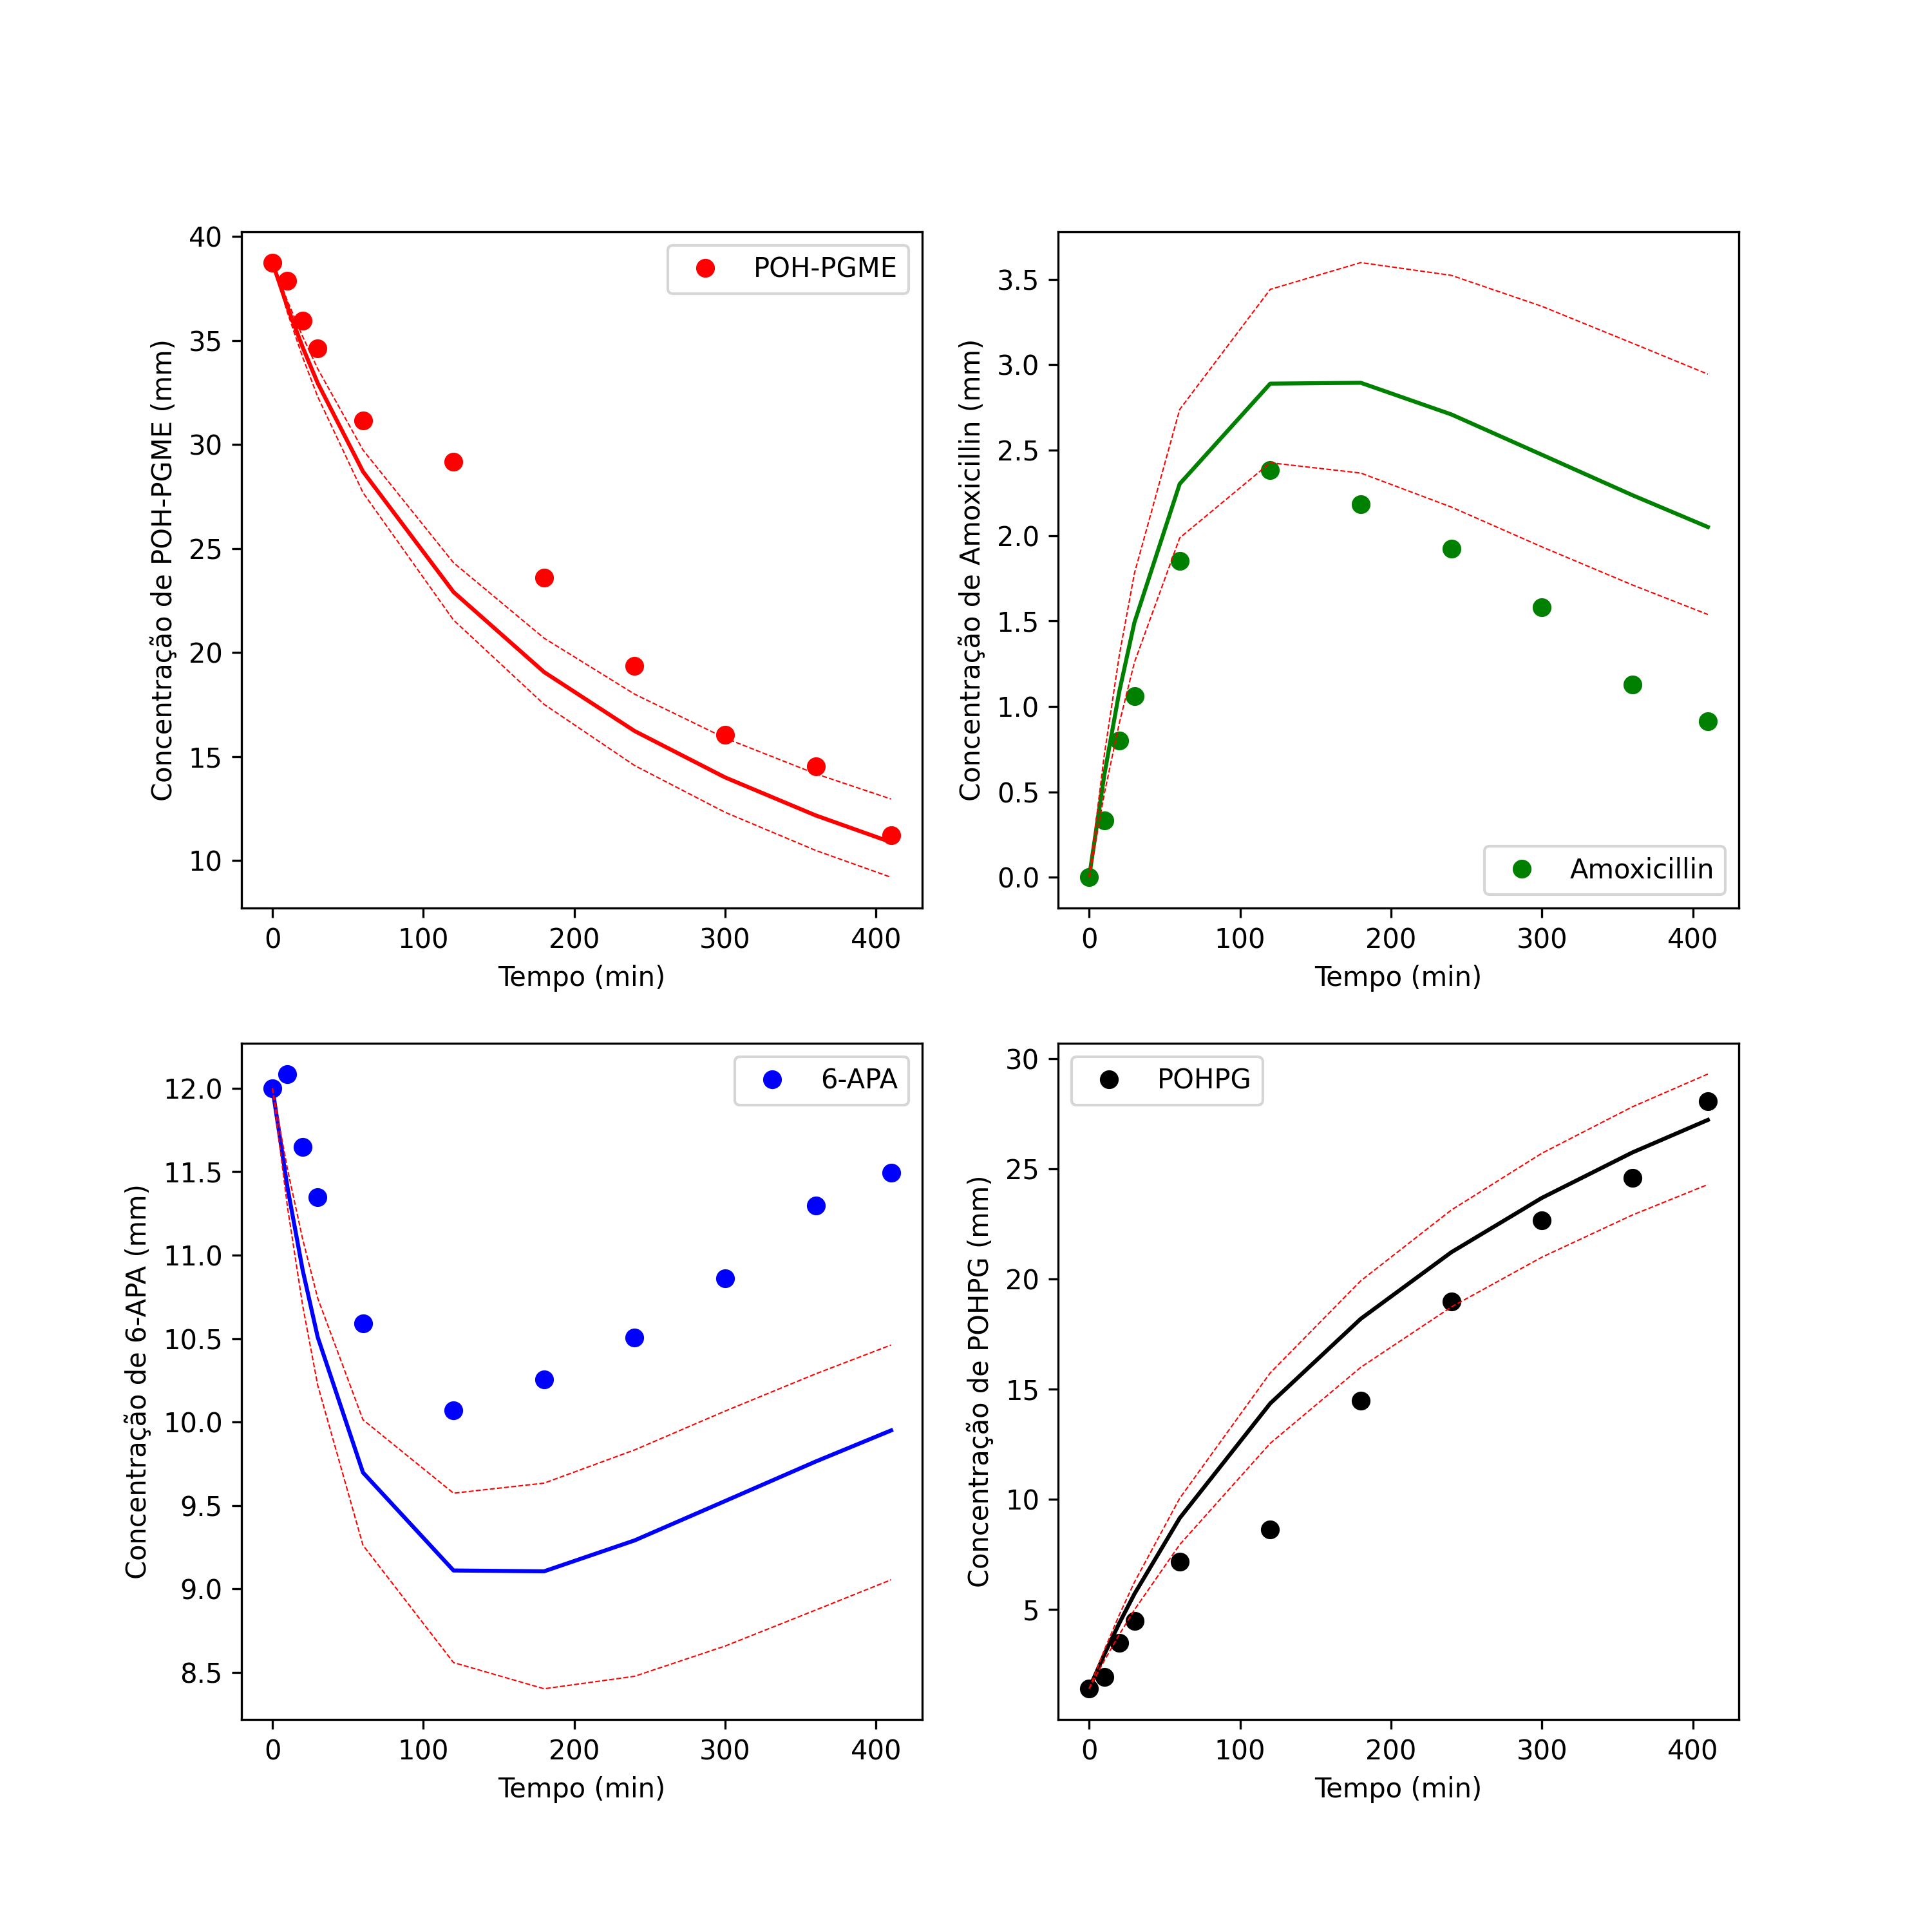 40
35
30
25
20
15
10
Concentração de POH-PGME (mm)
POH-PGME
0 100 200 300 400
Tempo (min)
3.5
3.0
2.5
2.0
1.5
1.0
0.5
0.0
Concentração de Amoxicillin (mm)
Amoxicillin
0 100 200 300 400
Tempo (min)
12.0
11.5
11.0
10.5
10.0
9.5
9.0
8.5
Concentração de 6-APA (mm)
6-APA
0 100 200 300 400
Tempo (min)
30
25
20
15
10
5
Concentração de POHPG (mm)
POHPG
0 100 200 300 400
Tempo (min)